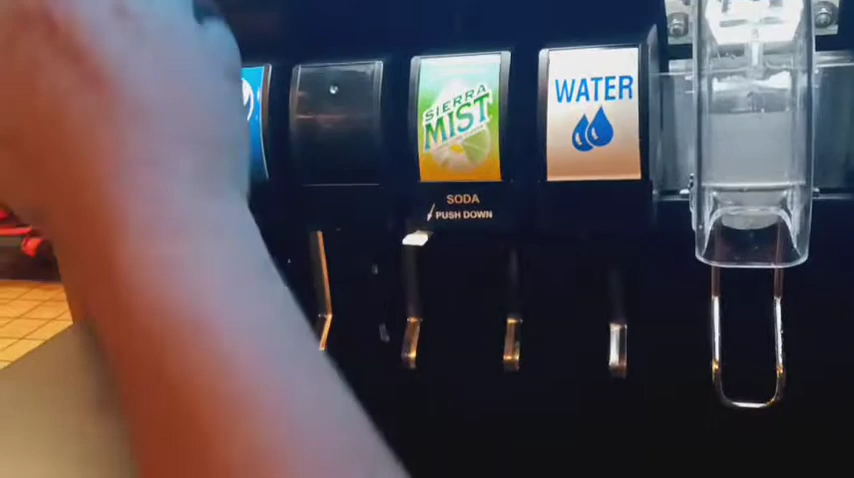 SIERRA
MIST
WATER
SODA
PUSH DOWN